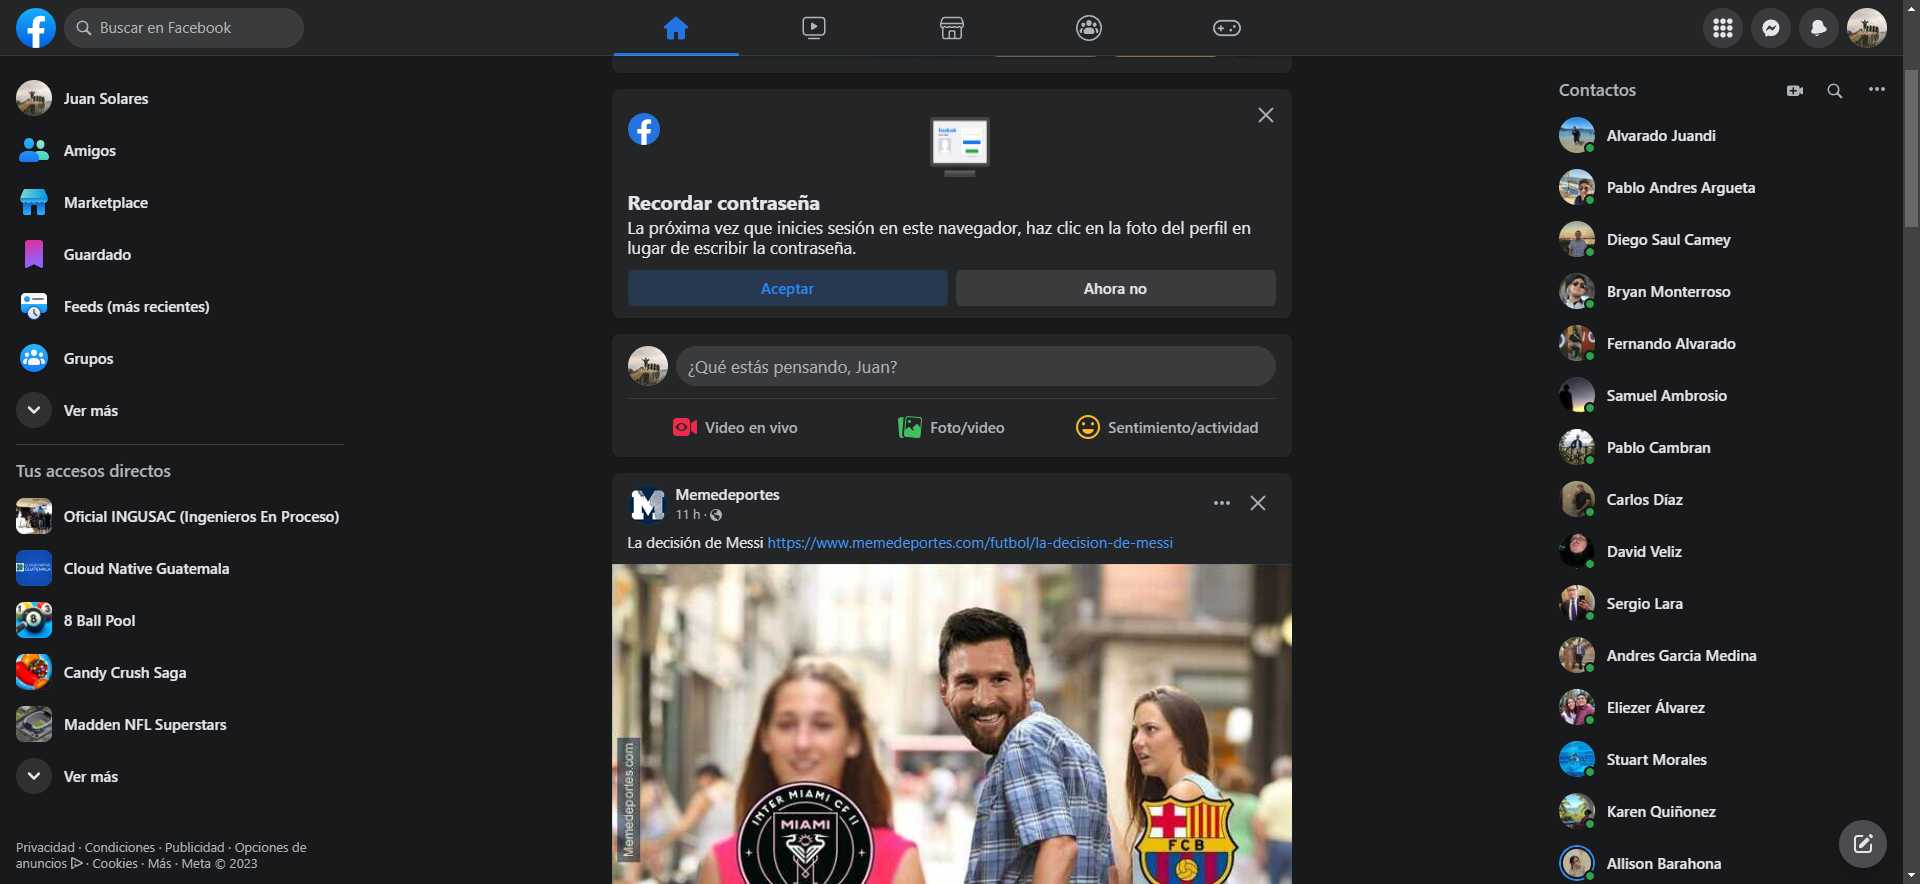 Buscar en Facebook
Juan Solares
Amigos
Marketplace
Guardado
Feeds (más recientes)
Grupos
Ver más
Tus accesos directos
Oficial INGUSAC (Ingenieros En Proceso)
Cloud Native Guatemala
8 Ball Pool
Candy Crush Saga
Madden NFL Superstars
Ver más
Privacidad · Condiciones · Publicidad · Opciones de
anuncios · Cookies · Más · Meta © 2023
Recordar contraseña
La próxima vez que inicies sesión en este navegador, haz clic en la foto del perfil en
lugar de escribir la contraseña.
Aceptar
Ahora no
¿Qué estás pensando, Juan?
Video en vivo
Foto/video
Sentimiento/actividad
M
Memedeportes
11 h ·
La decisión de Messi https://www.memedeportes.com/futbol/la-decision-de-messi
Memedeportes.com
INTER MIAMI CF II
MIAMI
FCB
Contactos
Alvarado Juandi
Pablo Andres Argueta
Diego Saul Camey
Bryan Monterroso
Fernando Alvarado
Samuel Ambrosio
Pablo Cambran
Carlos Díaz
David Veliz
Sergio Lara
Andres Garcia Medina
Eliezer Álvarez
Stuart Morales
Karen Quiñonez
Allison Barahona